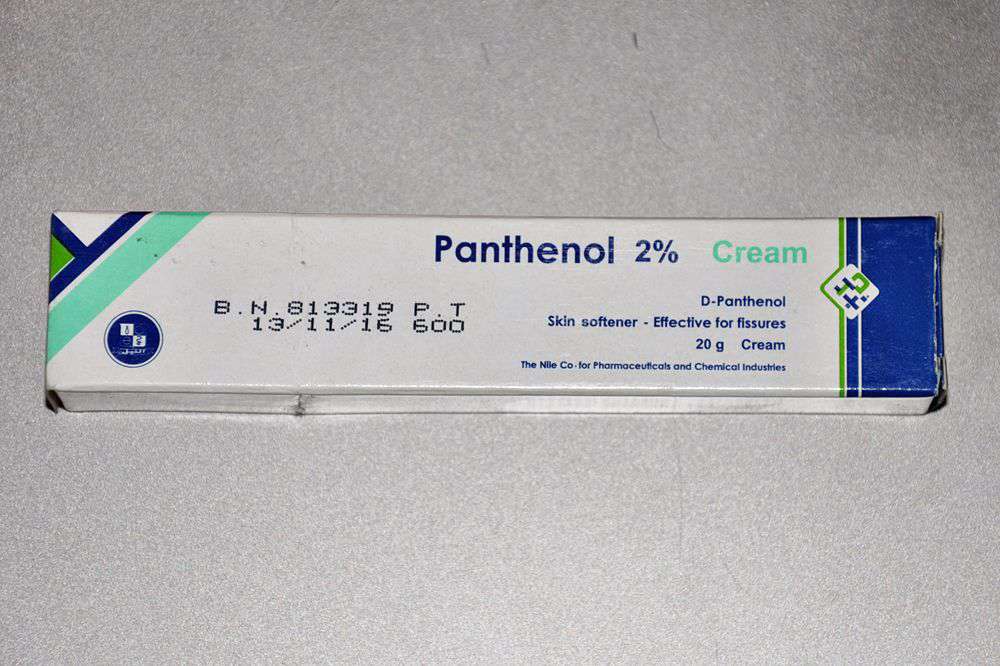 Panthenol 2% Cream
B.N.813319 P.T
13/11/16 600
D-Panthenol
Skin softener - Effective for fissures
20 g Cream
The Nile Co. for Pharmaceuticals and Chemical Industries